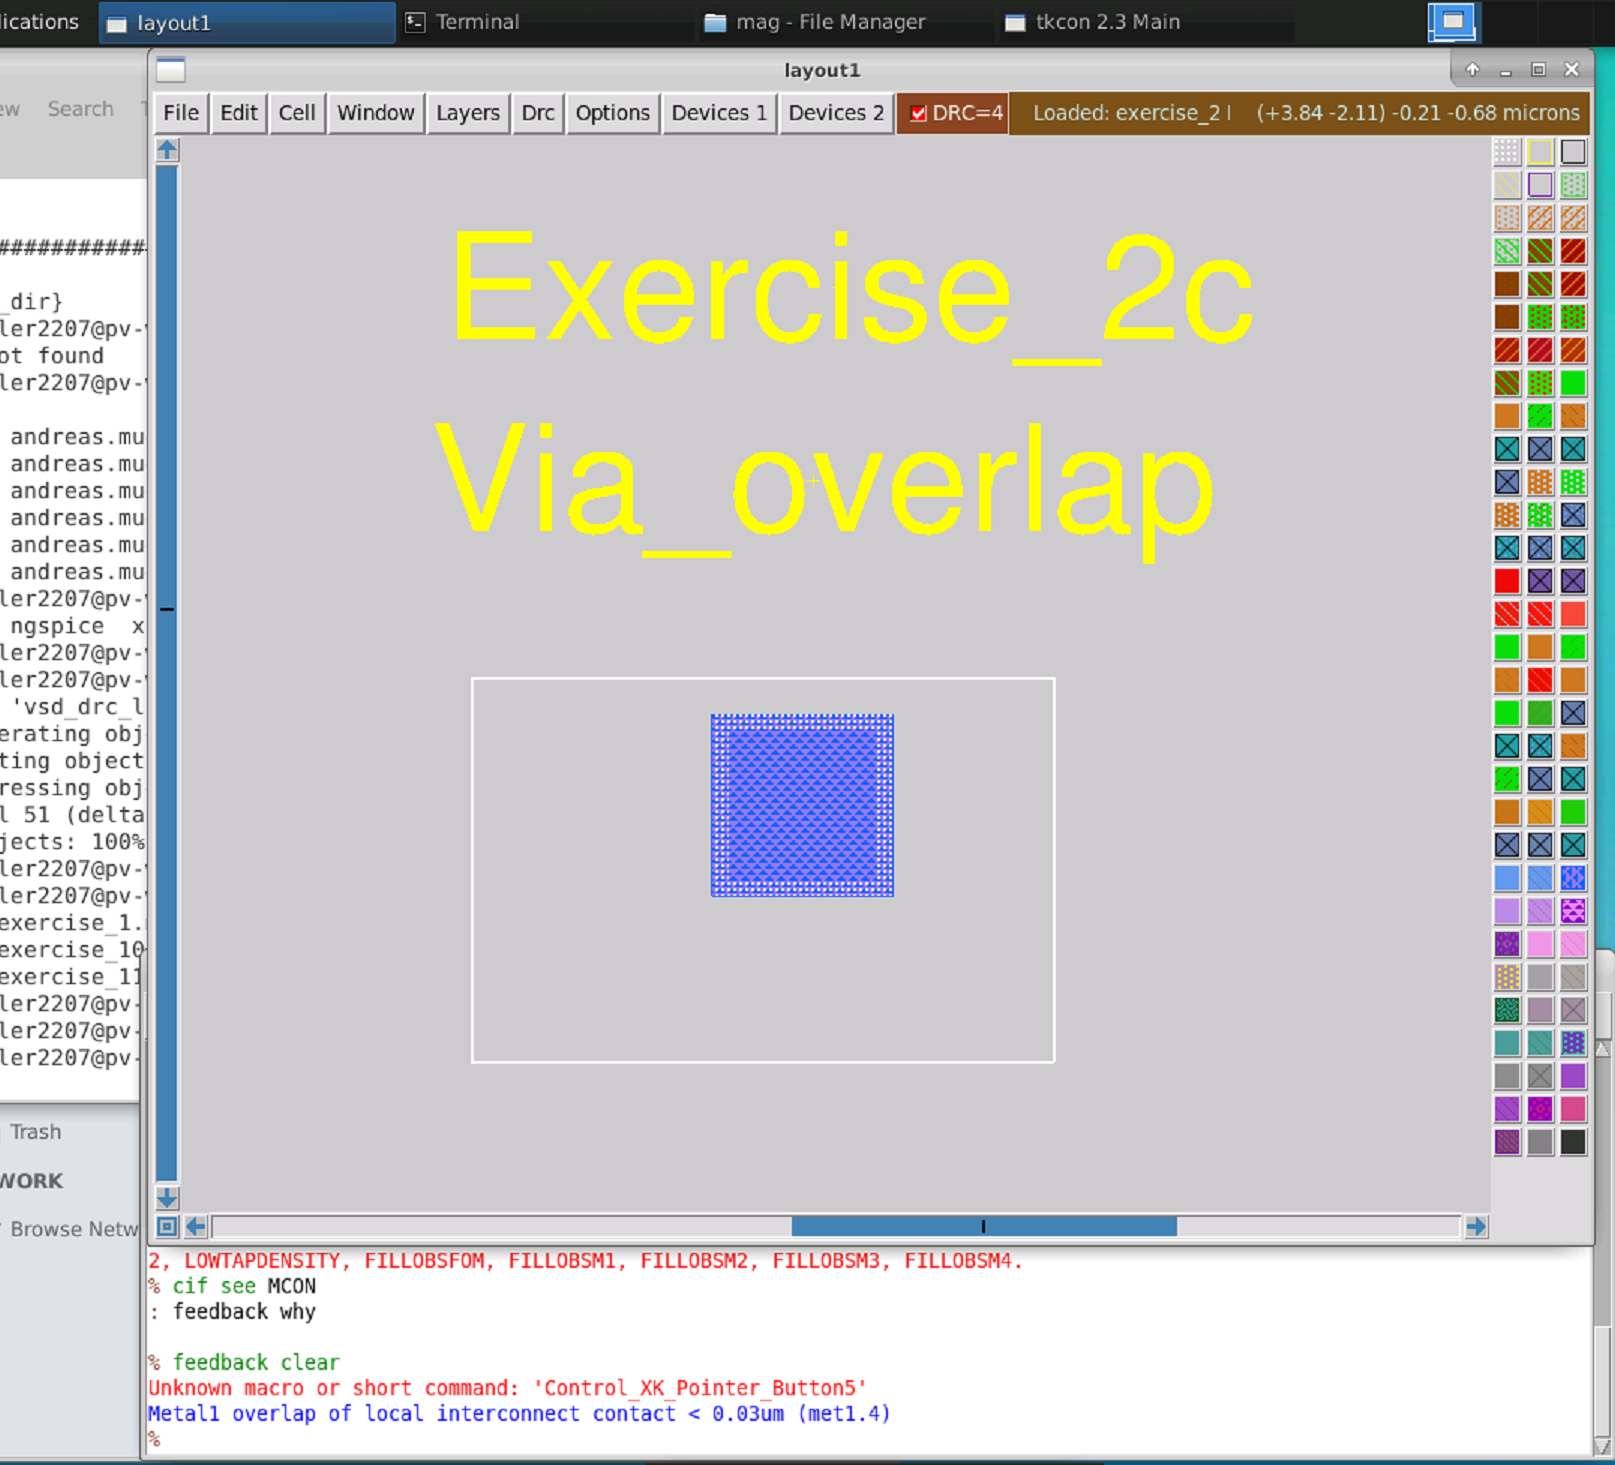 ications
layout1
Terminal
mag - File Manager
tkcon 2.3 Main
layout1
ew Search
File Edit Cell Window Layers Drc Options Devices 1 Devices 2 DRC=4 Loaded: exercise_2 (+3.84 -2.11) -0.21 -0.68 microns
Exercise_2c
Via_overlap
###########
_dir}
ler2207@pv-
ot found
ler2207@pv-
andreas.mu
andreas.mu
andreas.mu
andreas.mu
andreas.mu
andreas.mu
ler2207@pv-
ngspice x
ler2207@pv-
ler2207@pv-
'vsd_drc_l
erating obj
ting object
ressing obj
l 51 (delta
jects: 100%
ler2207@pv-
ler2207@pv-
exercise_1.
exercise_10
exercise_11
ler2207@pv-
ler2207@pv-
ler2207@pv-
Trash
WORK
Browse Netw
2, LOWTAPDENSITY, FILLOBSFOM, FILLOBSM1, FILLOBSM2, FILLOBSM3, FILLOBSM4.
% cif see MCON
: feedback why
% feedback clear
Unknown macro or short command: 'Control_XK_Pointer_Button5'
Metal1 overlap of local interconnect contact < 0.03um (met1.4)
%